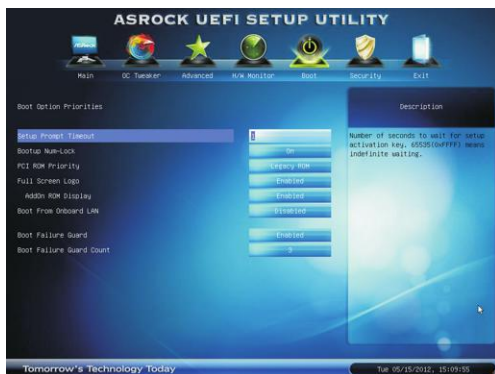 ASROCK UEFI SETUP UTILITY
Main OC Tweaker Advanced H/W Monitor Boot Security Exit
Boot Option Priorities
Description
Setup Prompt Timeout 1
Number of seconds to wait for setup
activation key. 65535(0xFFFF) means
indefinite waiting.
Bootup Num-Lock On
PCI ROM Priority Legacy ROM
Full Screen Logo Enabled
AddOn ROM Display Enabled
Boot From Onboard LAN Disabled
Boot Failure Guard Enabled
Boot Failure Guard Count 3
Tomorrow's Technology Today
Tue 05/15/2012, 15:09:55